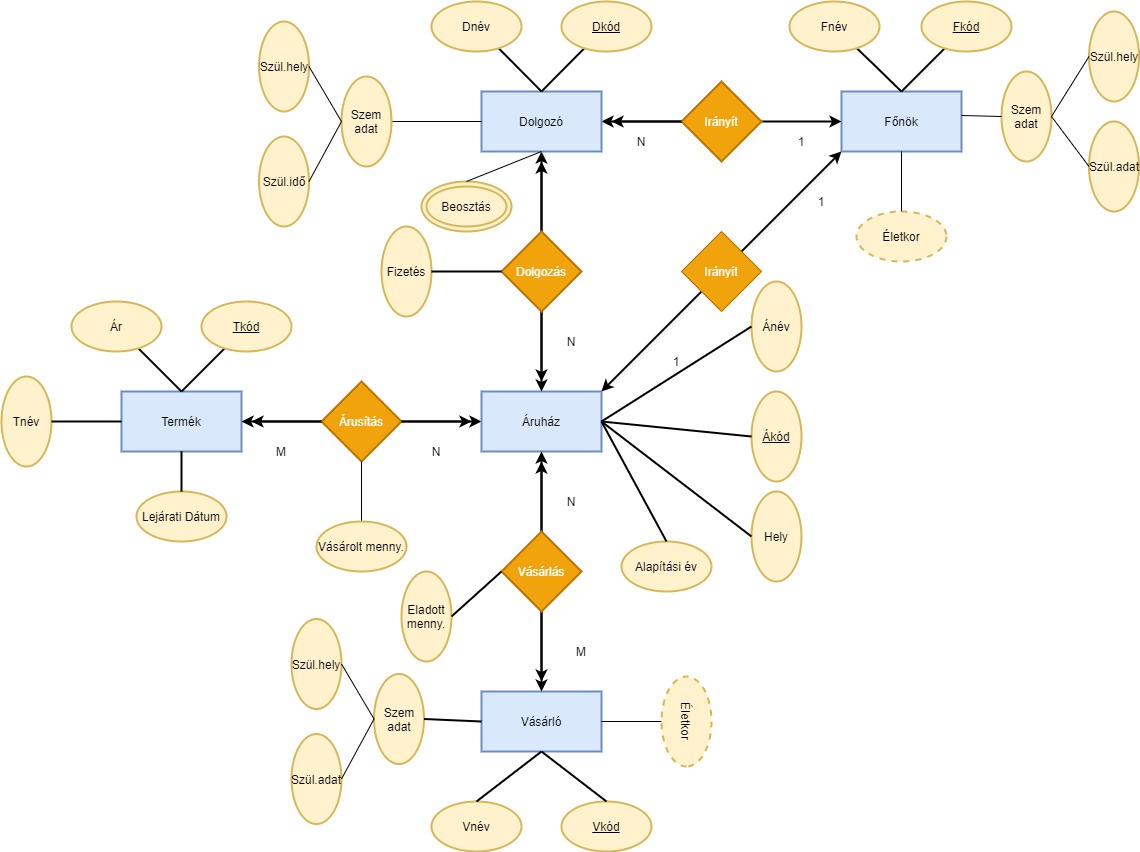 Dnév
Dkód
Fnév
Fkód
Szül.hely
Szül.hely
Szem
adat
Dolgozó
Irányít
Főnök
Szem
adat
N
1
Szül.idő
Szül.adat
Beosztás
1
Életkor
Fizetés
Dolgozás
Irányít
Ár
Tkód
Ánév
N
1
Tnév
Termék
Árusítás
Áruház
Ákód
M
N
Lejárati Dátum
N
Vásárolt menny.
Hely
Vásárlás
Alapítási év
Eladott
menny.
M
Szül.hely
Szem
adat
Vásárló
Életkor
Szül.adat
Vnév
Vkód